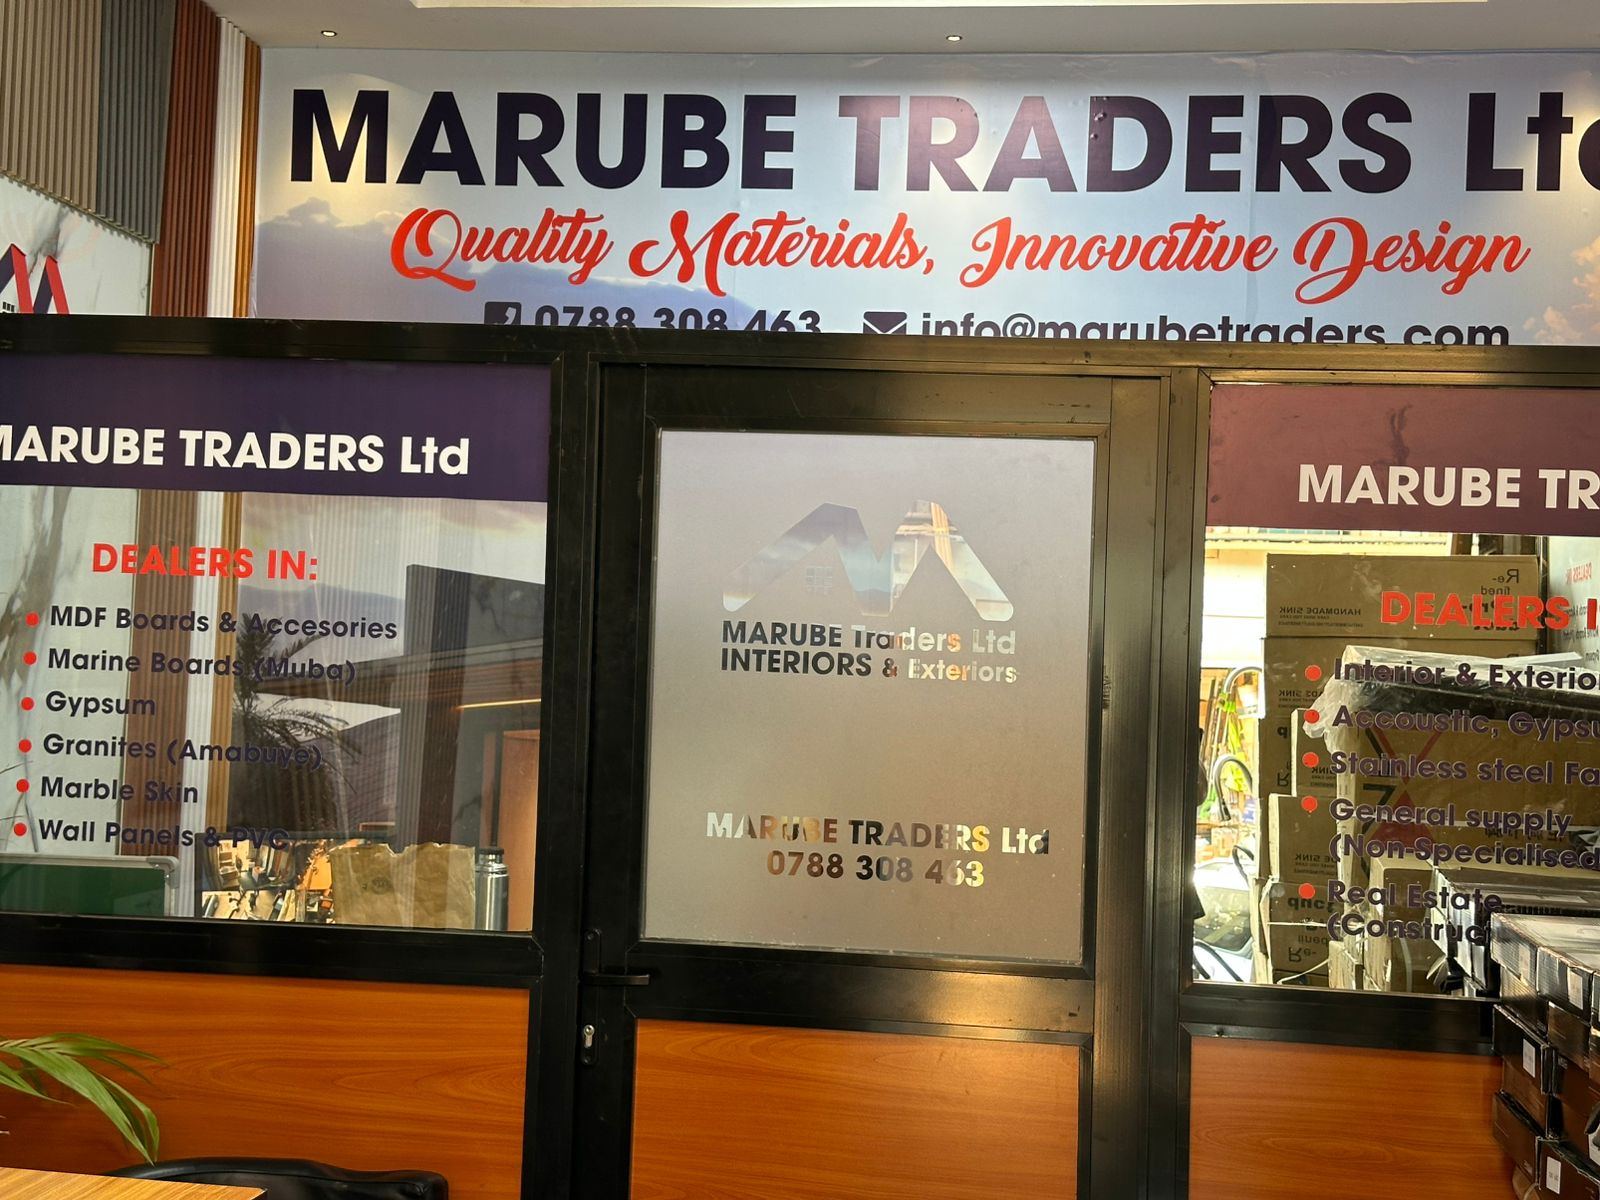 MARUBE TRADERS Ltd
Quality Materials, Innovative Design
0788 308 463 info@marubetraders.com
MARUBE TRADERS Ltd
DEALERS IN:
MDF Boards & Accesories
Marine Boards (Muba)
Gypsum
Granites (Amabuye)
Marble Skin
Wall Panels & PVC
MARUBE Traders Ltd
INTERIORS & Exteriors
MARUBE TRADERS Ltd
0788 308 463
MARUBE TR
DEALERS I
Interior & Exterio
Accoustic, Gypsu
Stainless steel Fa
General supply
(Non-Specialised
Real Estate
(Construc
HANDMADE SINK